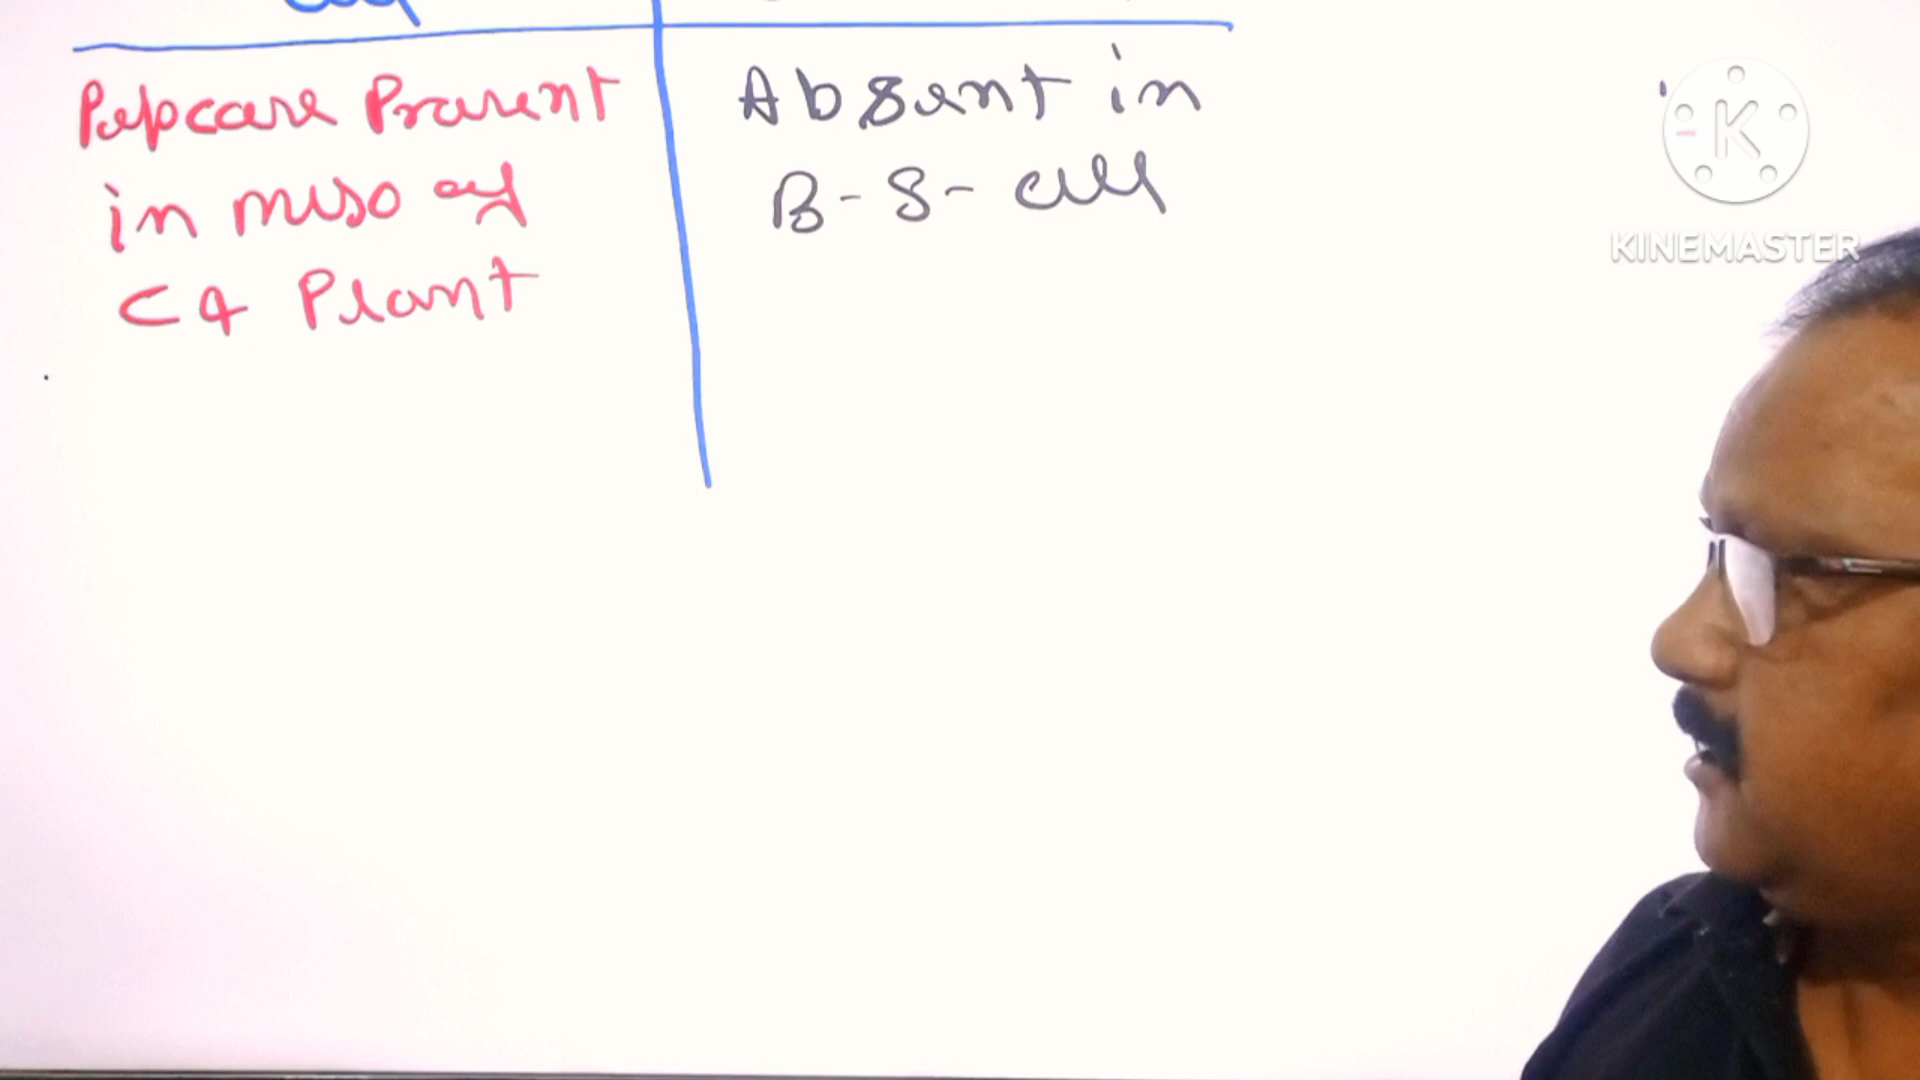 Pepcase Present
in meso of
C4 Plant
Absent in
B-S-cell
K
KINEMASTER